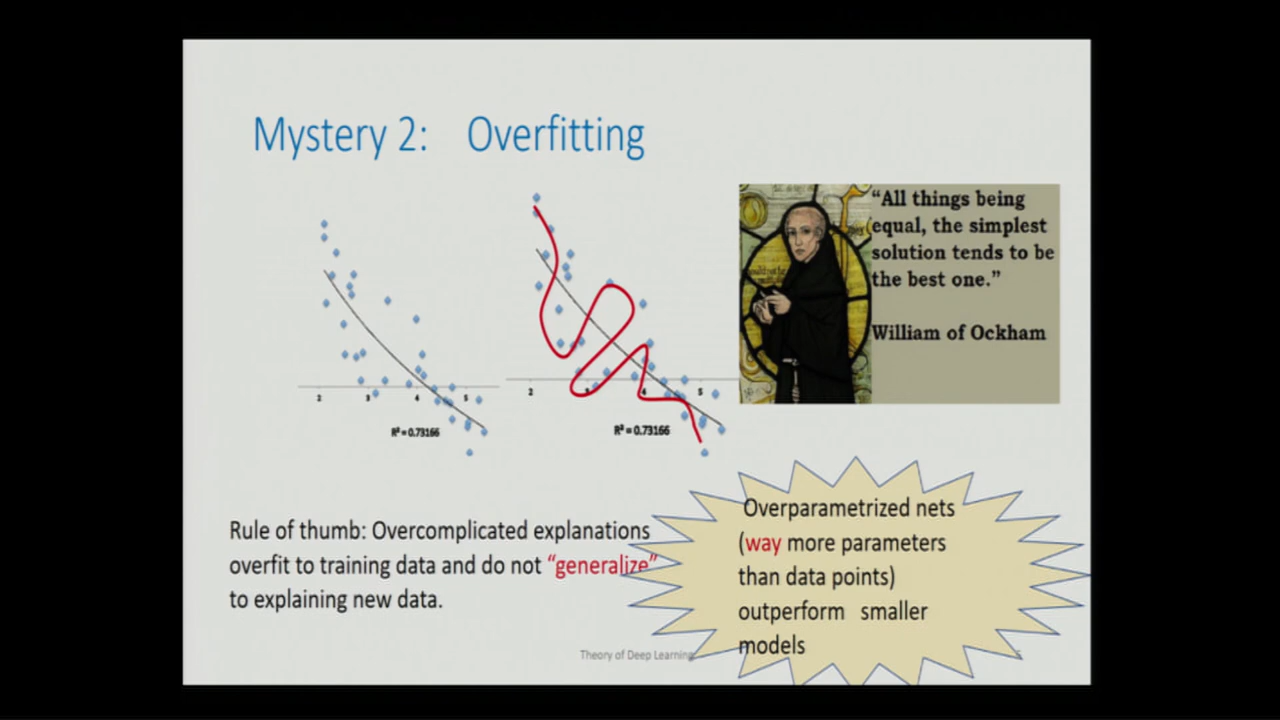 Mystery 2: Overfitting
2 3 4 5
R² = 0.73166
2 3 4 5
R² = 0.73166
“All things being
equal, the simplest
solution tends to be
the best one.”
William of Ockham
Rule of thumb: Overcomplicated explanations
overfit to training data and do not “generalize”
to explaining new data.
Overparametrized nets
(way more parameters
than data points)
outperform smaller
models
Theory of Deep Learning